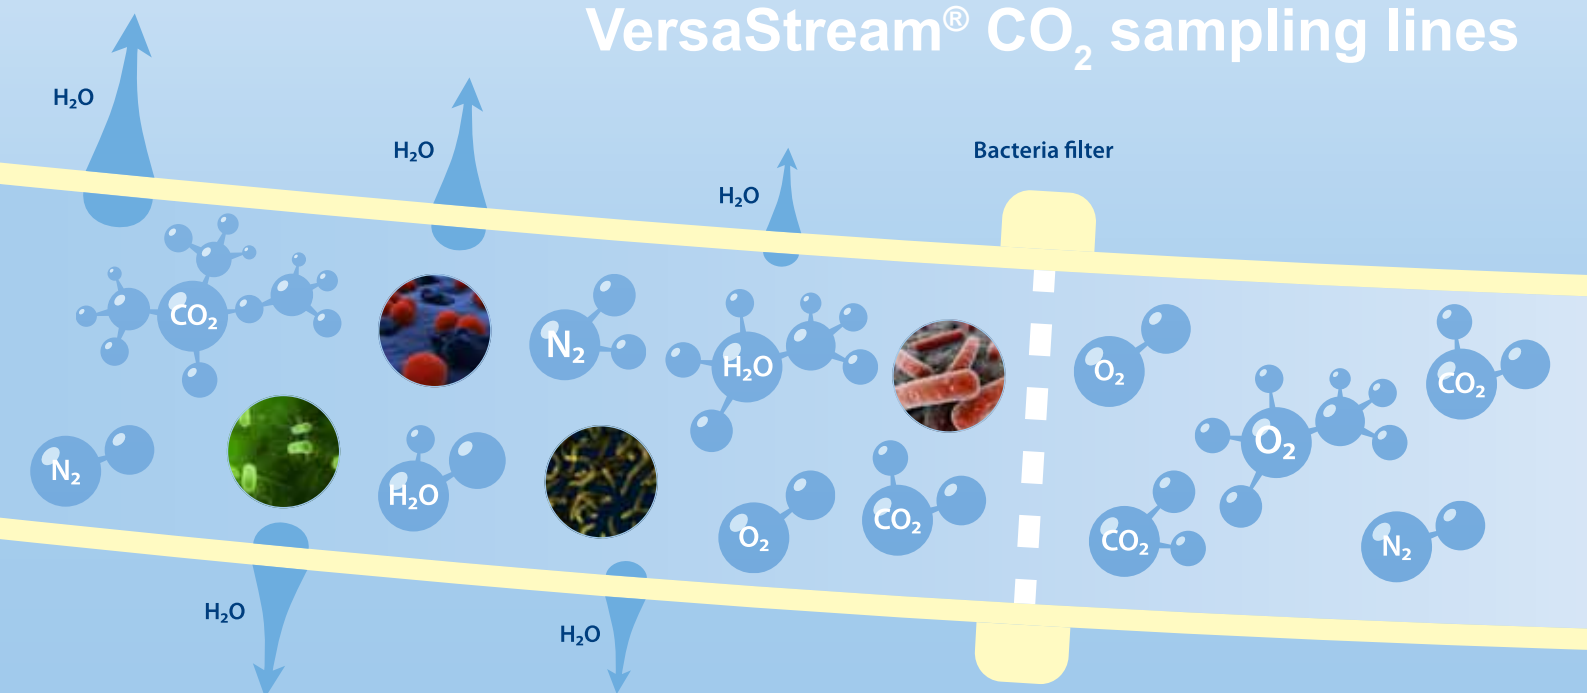 VersaStream® CO₂ sampling lines
H₂O
H₂O
Bacteria filter
H₂O
CO₂
N₂
H₂O
O₂
CO₂
O₂
N₂
H₂O
O₂
CO₂
CO₂
N₂
H₂O
H₂O